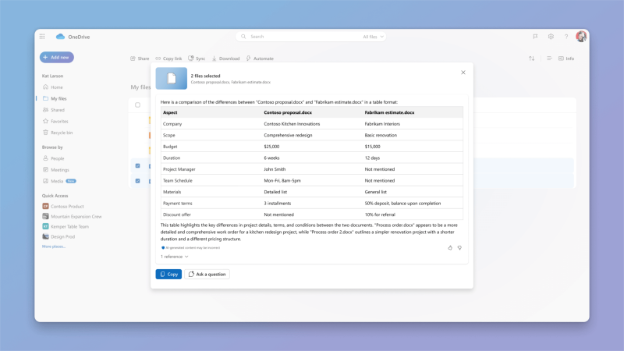 OneDrive
Search
All files
Add new
Share
Copy link
Sync
Download
Automate
Info
Kat Larsson
Home
My files
Shared
Favorites
Recycle bin
Browse by
People
Meetings
Media
Quick Access
Contoso Product
Mountain Expansion Crew
Design Prod
More places...
My files
2 files selected
Contoso proposal.docx, Fabrikam estimate.docx
Here is a comparison of the differences between "Contoso proposal.docx" and "Fabrikam estimate.docx" in a table format:
Aspect Contoso proposal.docx Fabrikam estimate.docx
Company Contoso Kitchen Innovations Fabrikam Interiors
Scope Comprehensive redesign Basic renovation
Budget $25,000 $15,000
Duration 6 weeks 12 days
Project Manager John Smith Not mentioned
Team Schedule Mon-Fri, 8am-5pm Not mentioned
Materials Detailed list General list
Payment terms 3 installments 50% deposit, balance upon completion
Discount offer Not mentioned 10% for referral
This table highlights the key differences in project details, terms, and conditions between the two documents. "Process order.docx" appears to be a more
detailed and comprehensive work order for a kitchen redesign project, while "Process order 2.docx" outlines a simpler renovation project with a shorter
duration and a different pricing structure.
AI-generated content may be incorrect
1 reference
Copy
Ask a question